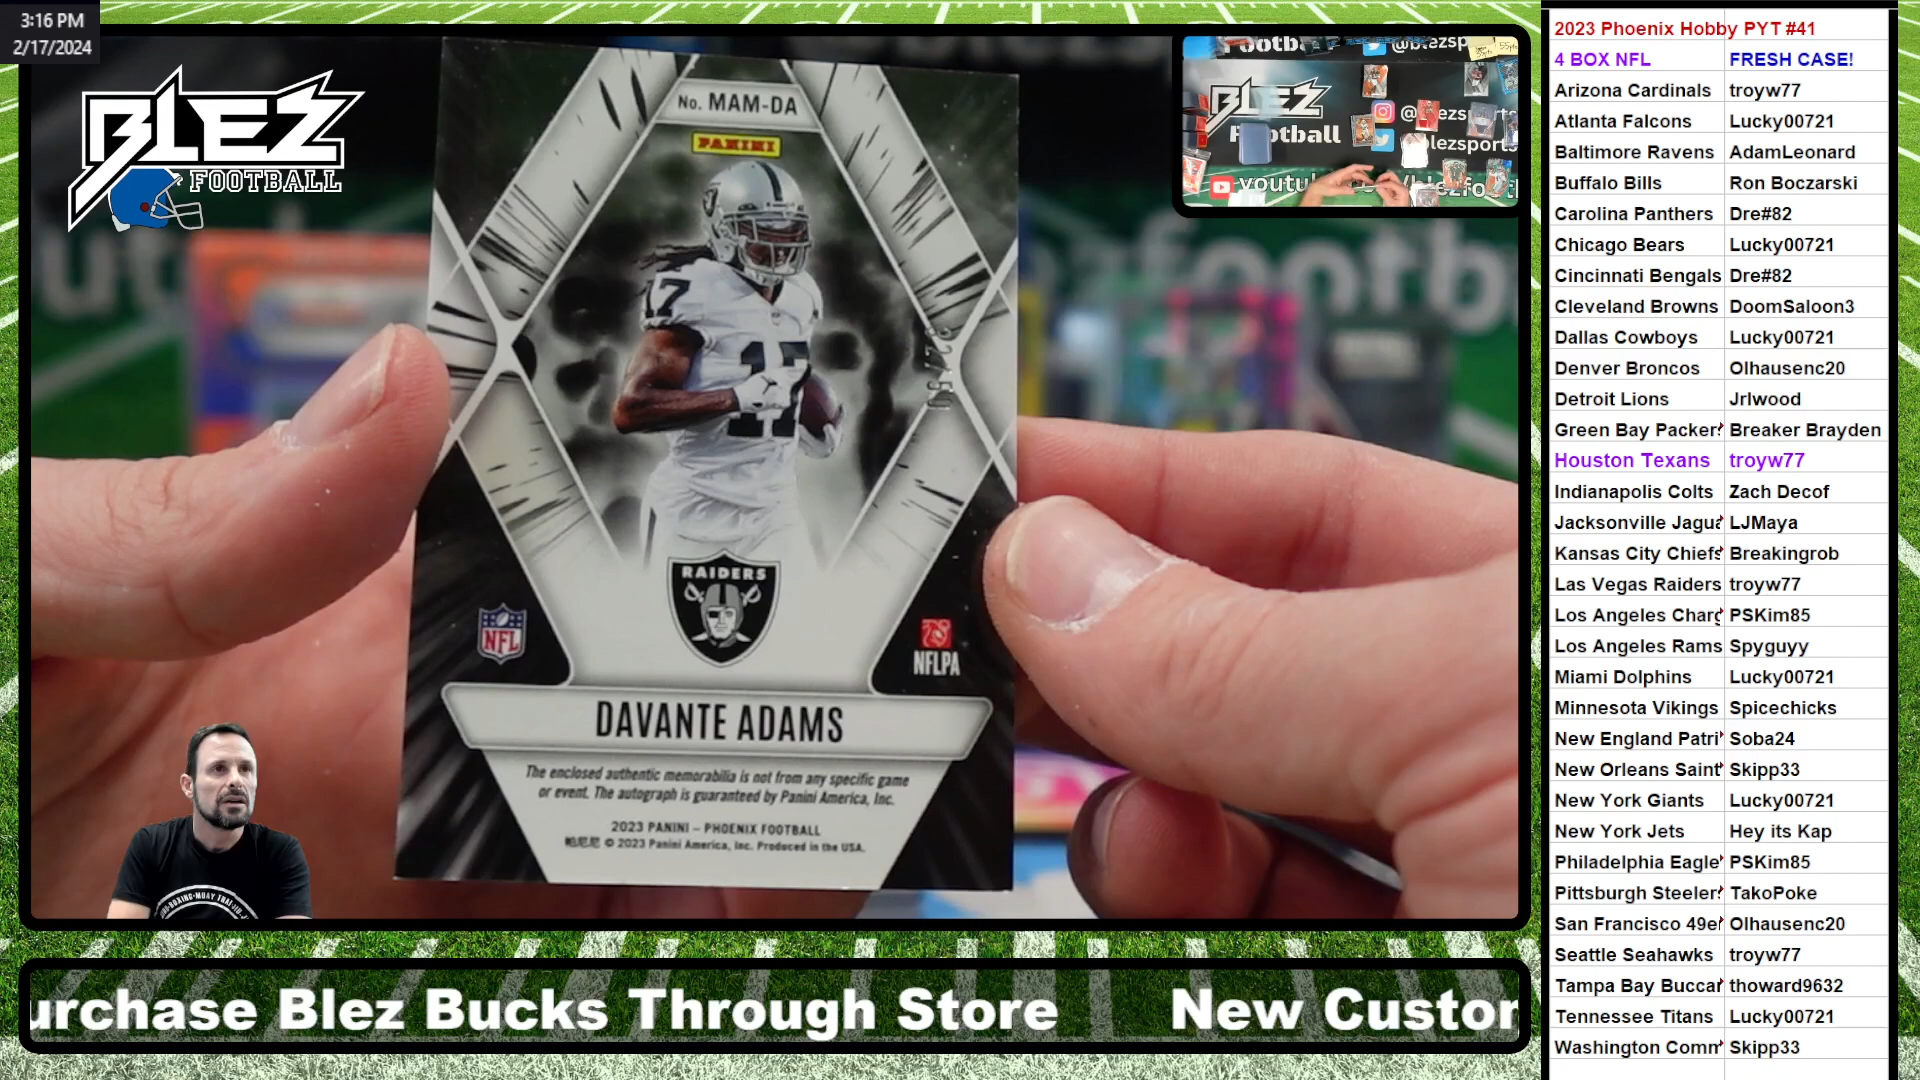 3:16 PM
2/17/2024
BLEZ
FOOTBALL
No. MAM-DA
PANINI
17
17
RAIDERS
NFL
NFLPA
DAVANTE ADAMS
The enclosed authentic memorabilia is not from any specific game
or event. The autograph is guaranteed by Panini America, Inc.
2023 PANINI – PHOENIX FOOTBALL
帕尼尼 © 2023 Panini America, Inc. Produced in the USA.
BLEZ
Football
urchase Blez Bucks Through Store New Custor
2023 Phoenix Hobby PYT #41
4 BOX NFL FRESH CASE!
Arizona Cardinals troyw77
Atlanta Falcons Lucky00721
Baltimore Ravens AdamLeonard
Buffalo Bills Ron Boczarski
Carolina Panthers Dre#82
Chicago Bears Lucky00721
Cincinnati Bengals Dre#82
Cleveland Browns DoomSaloon3
Dallas Cowboys Lucky00721
Denver Broncos Olhausenc20
Detroit Lions Jrlwood
Green Bay Packer Breaker Brayden
Houston Texans troyw77
Indianapolis Colts Zach Decof
Jacksonville Jagua LJMaya
Kansas City Chiefs Breakingrob
Las Vegas Raiders troyw77
Los Angeles Charg PSKim85
Los Angeles Rams Spyguyy
Miami Dolphins Lucky00721
Minnesota Vikings Spicechicks
New England Patri Soba24
New Orleans Saint Skipp33
New York Giants Lucky00721
New York Jets Hey its Kap
Philadelphia Eagle PSKim85
Pittsburgh Steeler TakoPoke
San Francisco 49er Olhausenc20
Seattle Seahawks troyw77
Tampa Bay Buccar thoward9632
Tennessee Titans Lucky00721
Washington Comm Skipp33